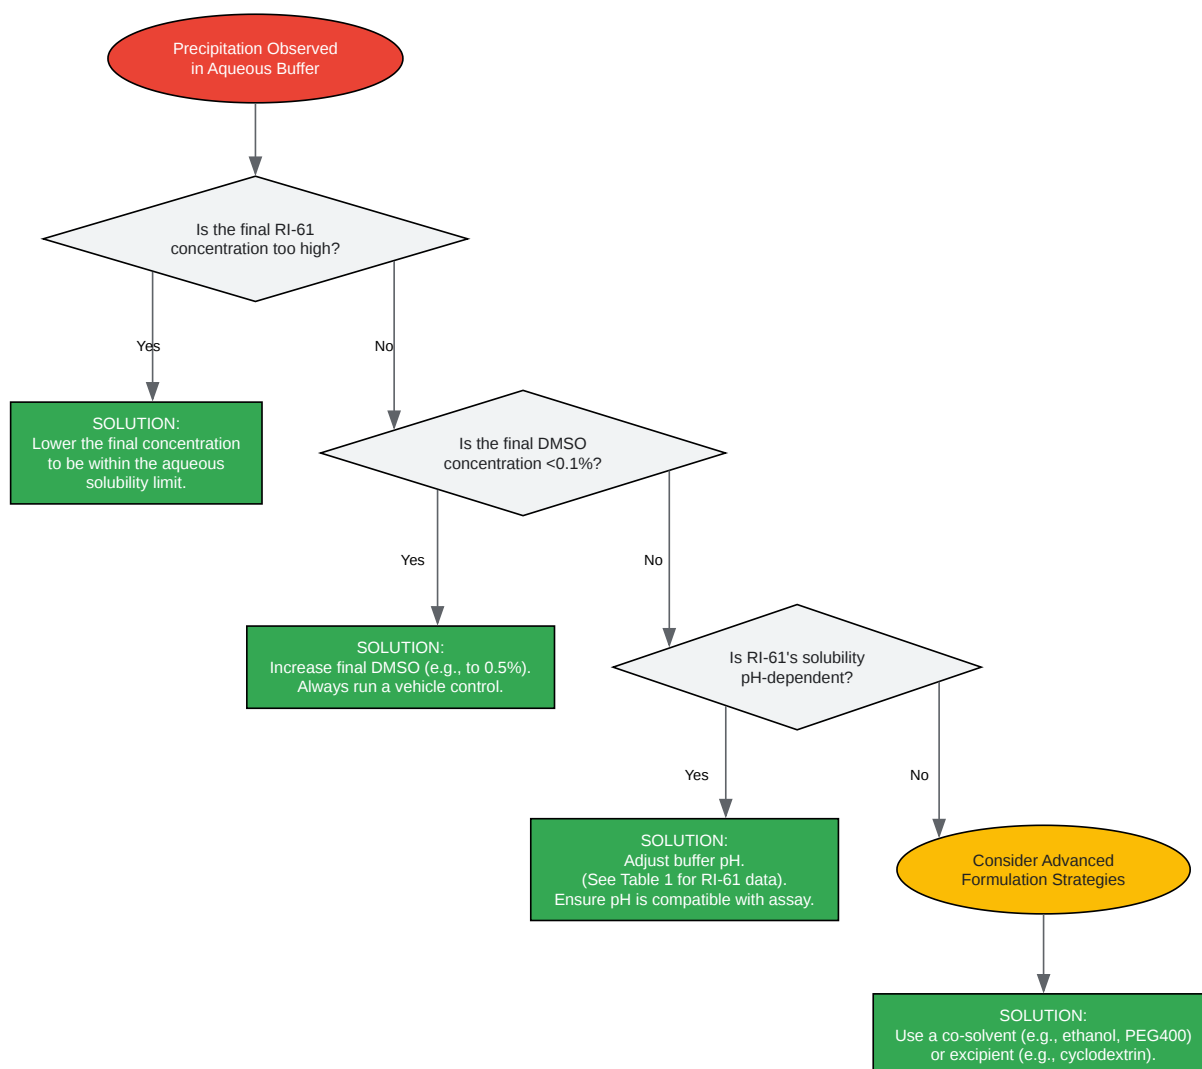 Precipitation Observed
in Aqueous Buffer
Is the final RI-61
concentration too high?
Yes
No
SOLUTION:
Lower the final concentration
to be within the aqueous
solubility limit.
Is the final DMSO
concentration <0.1%?
Yes
No
SOLUTION:
Increase final DMSO (e.g., to 0.5%).
Always run a vehicle control.
Is RI-61's solubility
pH-dependent?
Yes
No
SOLUTION:
Adjust buffer pH.
(See Table 1 for RI-61 data).
Ensure pH is compatible with assay.
Consider Advanced
Formulation Strategies
SOLUTION:
Use a co-solvent (e.g., ethanol, PEG400)
or excipient (e.g., cyclodextrin).